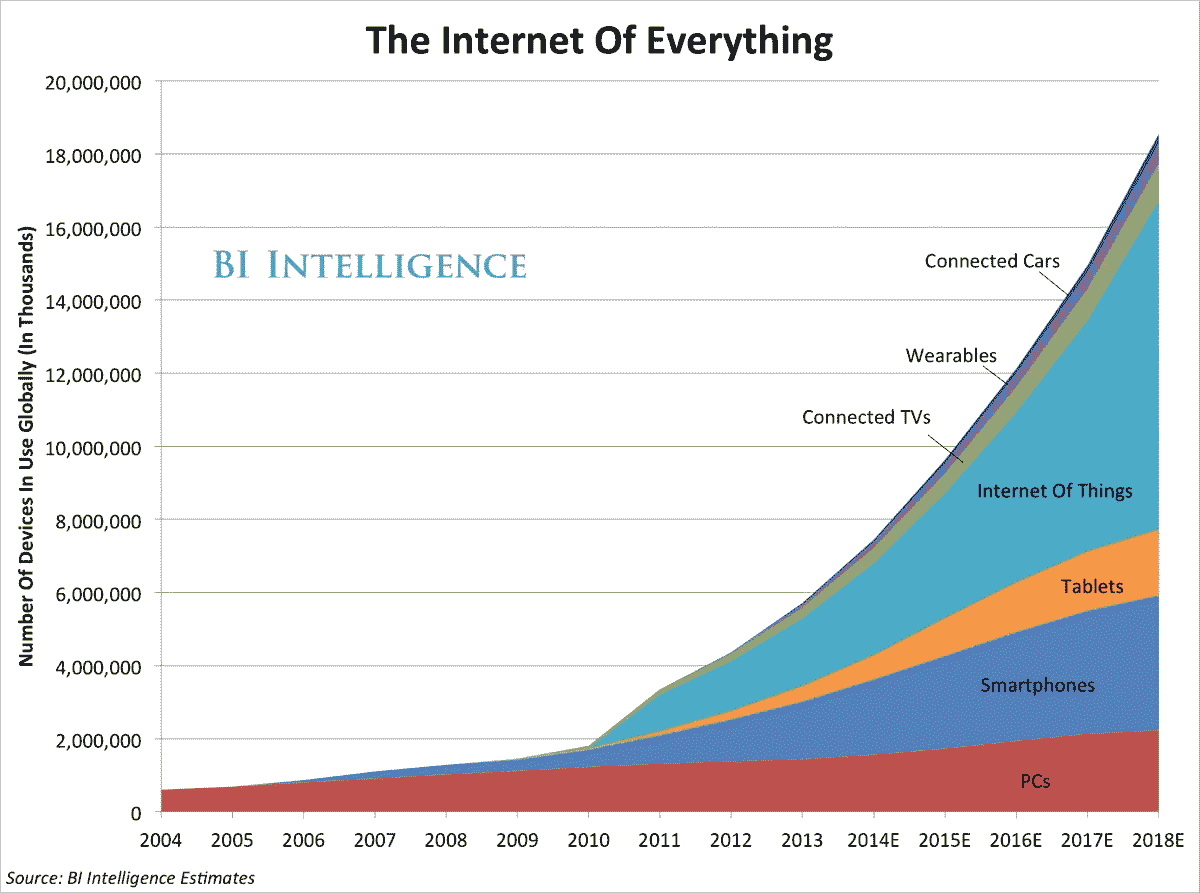 The Internet Of Everything
Number Of Devices In Use Globally (In Thousands)
20,000,000
18,000,000
16,000,000
14,000,000
12,000,000
10,000,000
8,000,000
6,000,000
4,000,000
2,000,000
0
BI INTELLIGENCE
Connected Cars
Wearables
Connected TVs
Internet Of Things
Tablets
Smartphones
PCs
2004 2005 2006 2007 2008 2009 2010 2011 2012 2013 2014E 2015E 2016E 2017E 2018E
Source: BI Intelligence Estimates